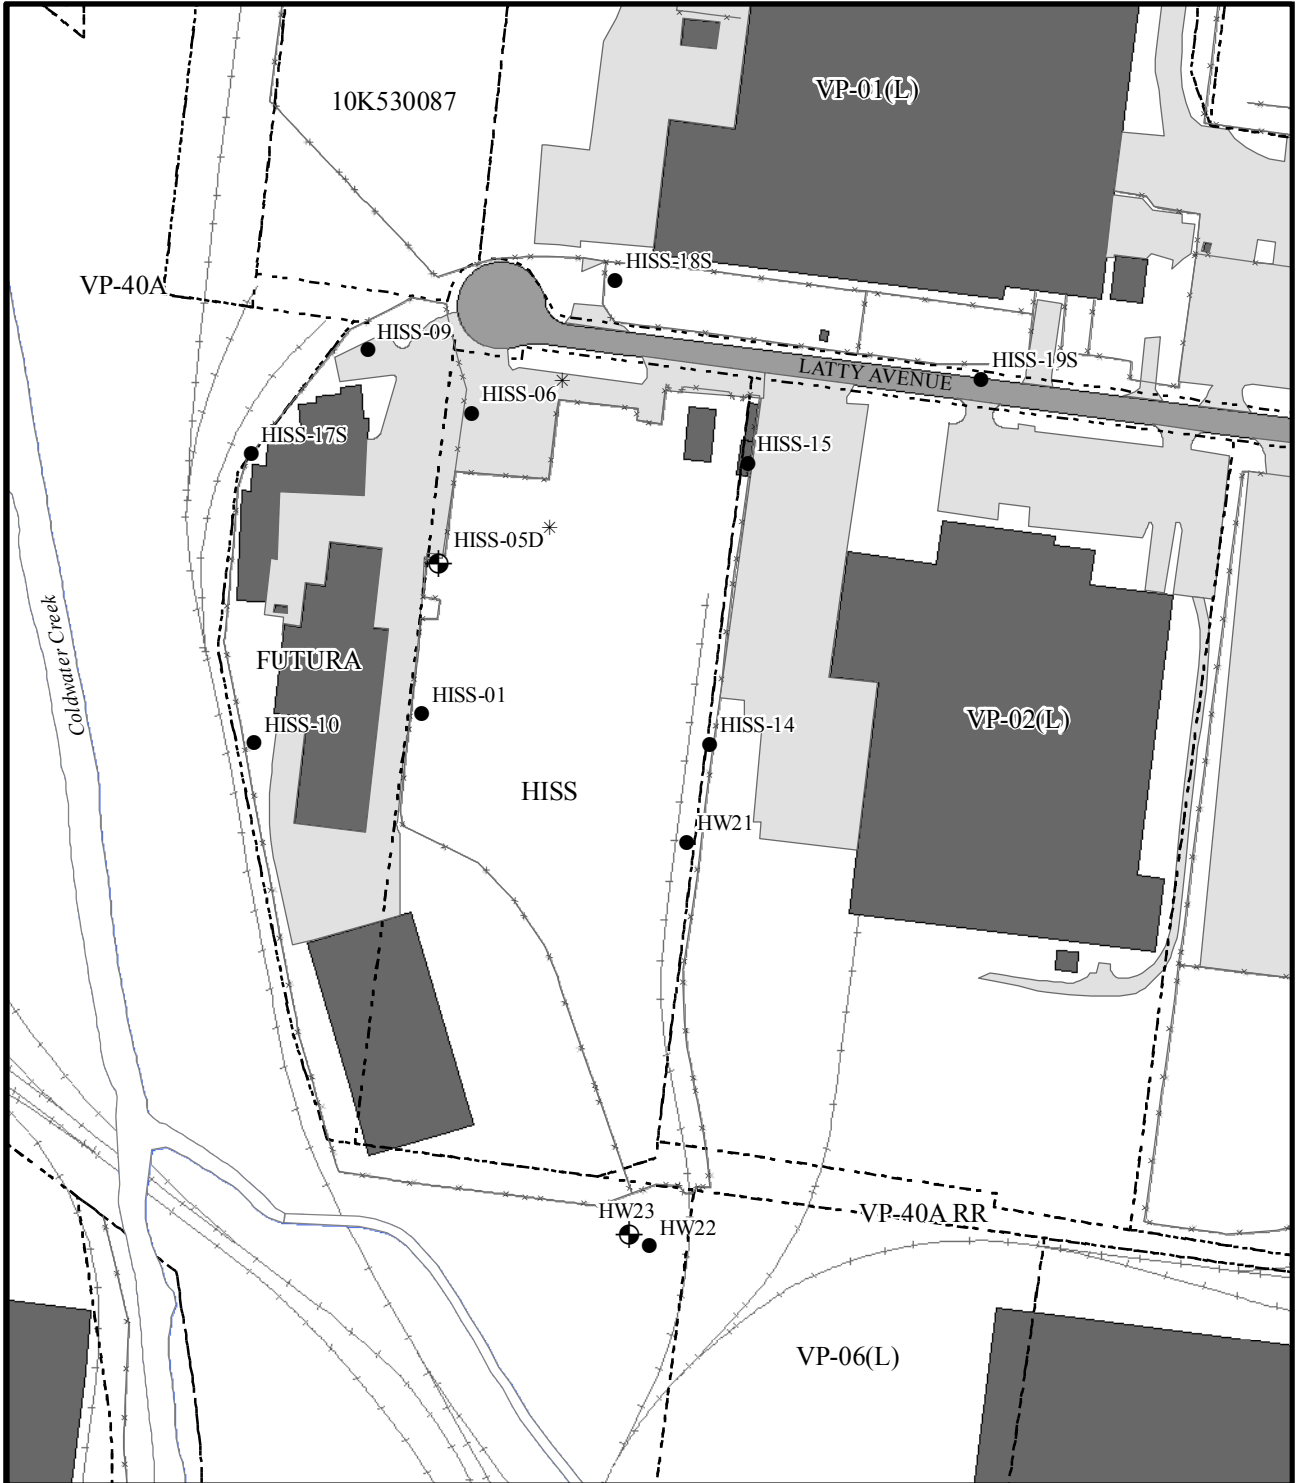 10K530087
VP-01(L)
HISS-18S
VP-40A
HISS-09
HISS-19S
LATTY AVENUE
HISS-06 *
HISS-17S
HISS-15
HISS-05D *
Coldwater Creek
FUTURA
HISS-01
HISS-10
HISS-14
VP-02(L)
HISS
HW21
HW23
VP-40A RR
HW22
VP-06(L)